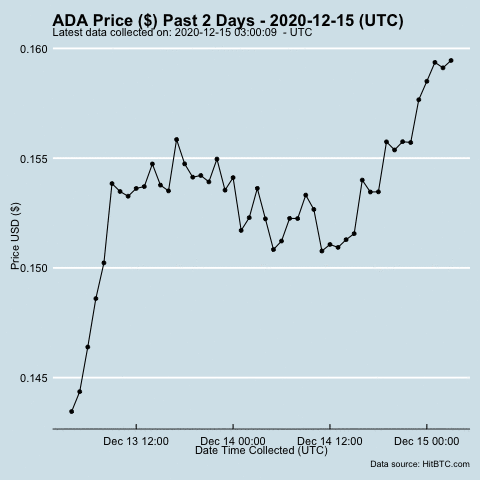 ADA Price ($) Past 2 Days - 2020-12-15 (UTC)
Latest data collected on: 2020-12-15 03:00:09 - UTC
0.160
0.155
0.150
0.145
Price USD ($)
Dec 13 12:00
Dec 14 00:00
Dec 14 12:00
Dec 15 00:00
Date Time Collected (UTC)
Data source: HitBTC.com